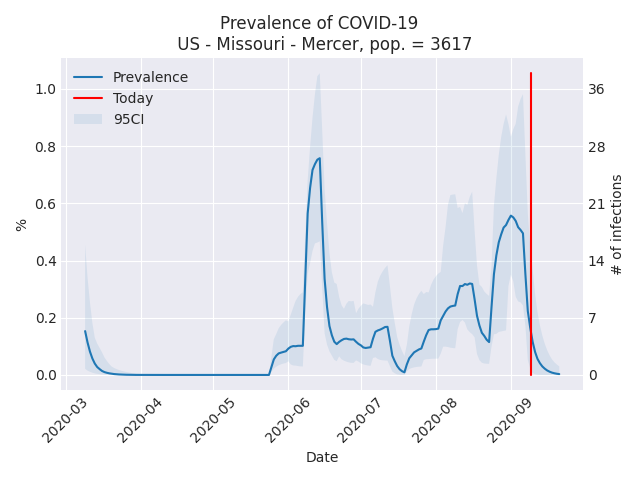 Prevalence of COVID-19
US - Missouri - Mercer, pop. = 3617
Prevalence
Today
95CI
1.0
0.8
0.6
0.4
0.2
0.0
%
36
28
21
14
7
0
# of infections
2020-03
2020-04
2020-05
2020-06
2020-07
2020-08
2020-09
Date